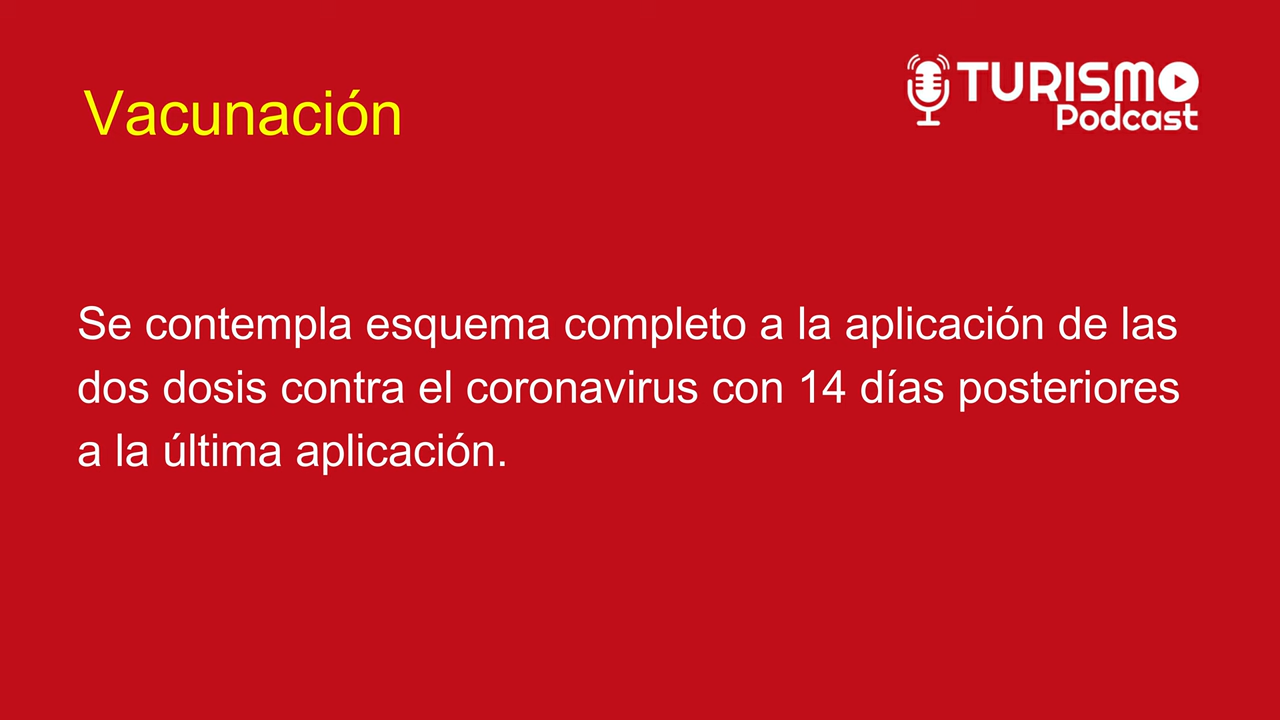 Vacunación
TURISMO
Podcast
Se contempla esquema completo a la aplicación de las
dos dosis contra el coronavirus con 14 días posteriores
a la última aplicación.